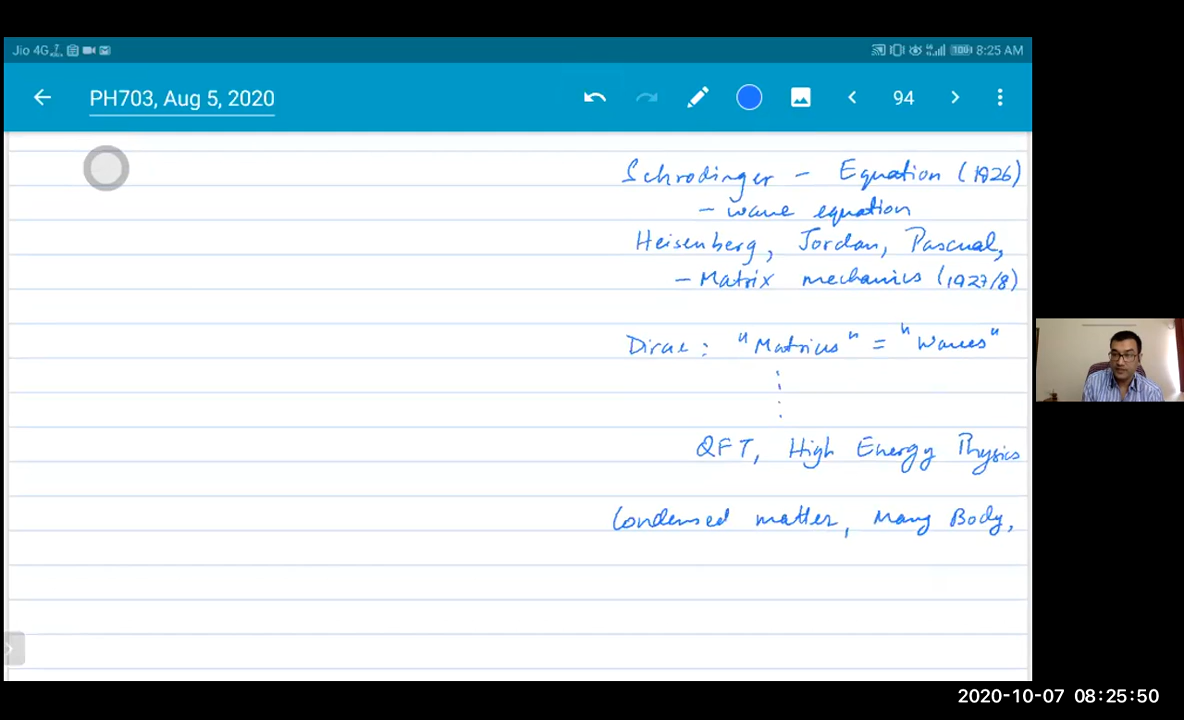 Jio 4G 8:25 AM
PH703, Aug 5, 2020 94
Schrodinger - Equation (1926)
- wave equation
Heisenberg, Jordan, Pascual,
- Matrix mechanics (1927/8)
Dirac: "Matrices" = "Waves"
QFT, High Energy Physics
Condensed matter, Many Body,
2020-10-07 08:25:50